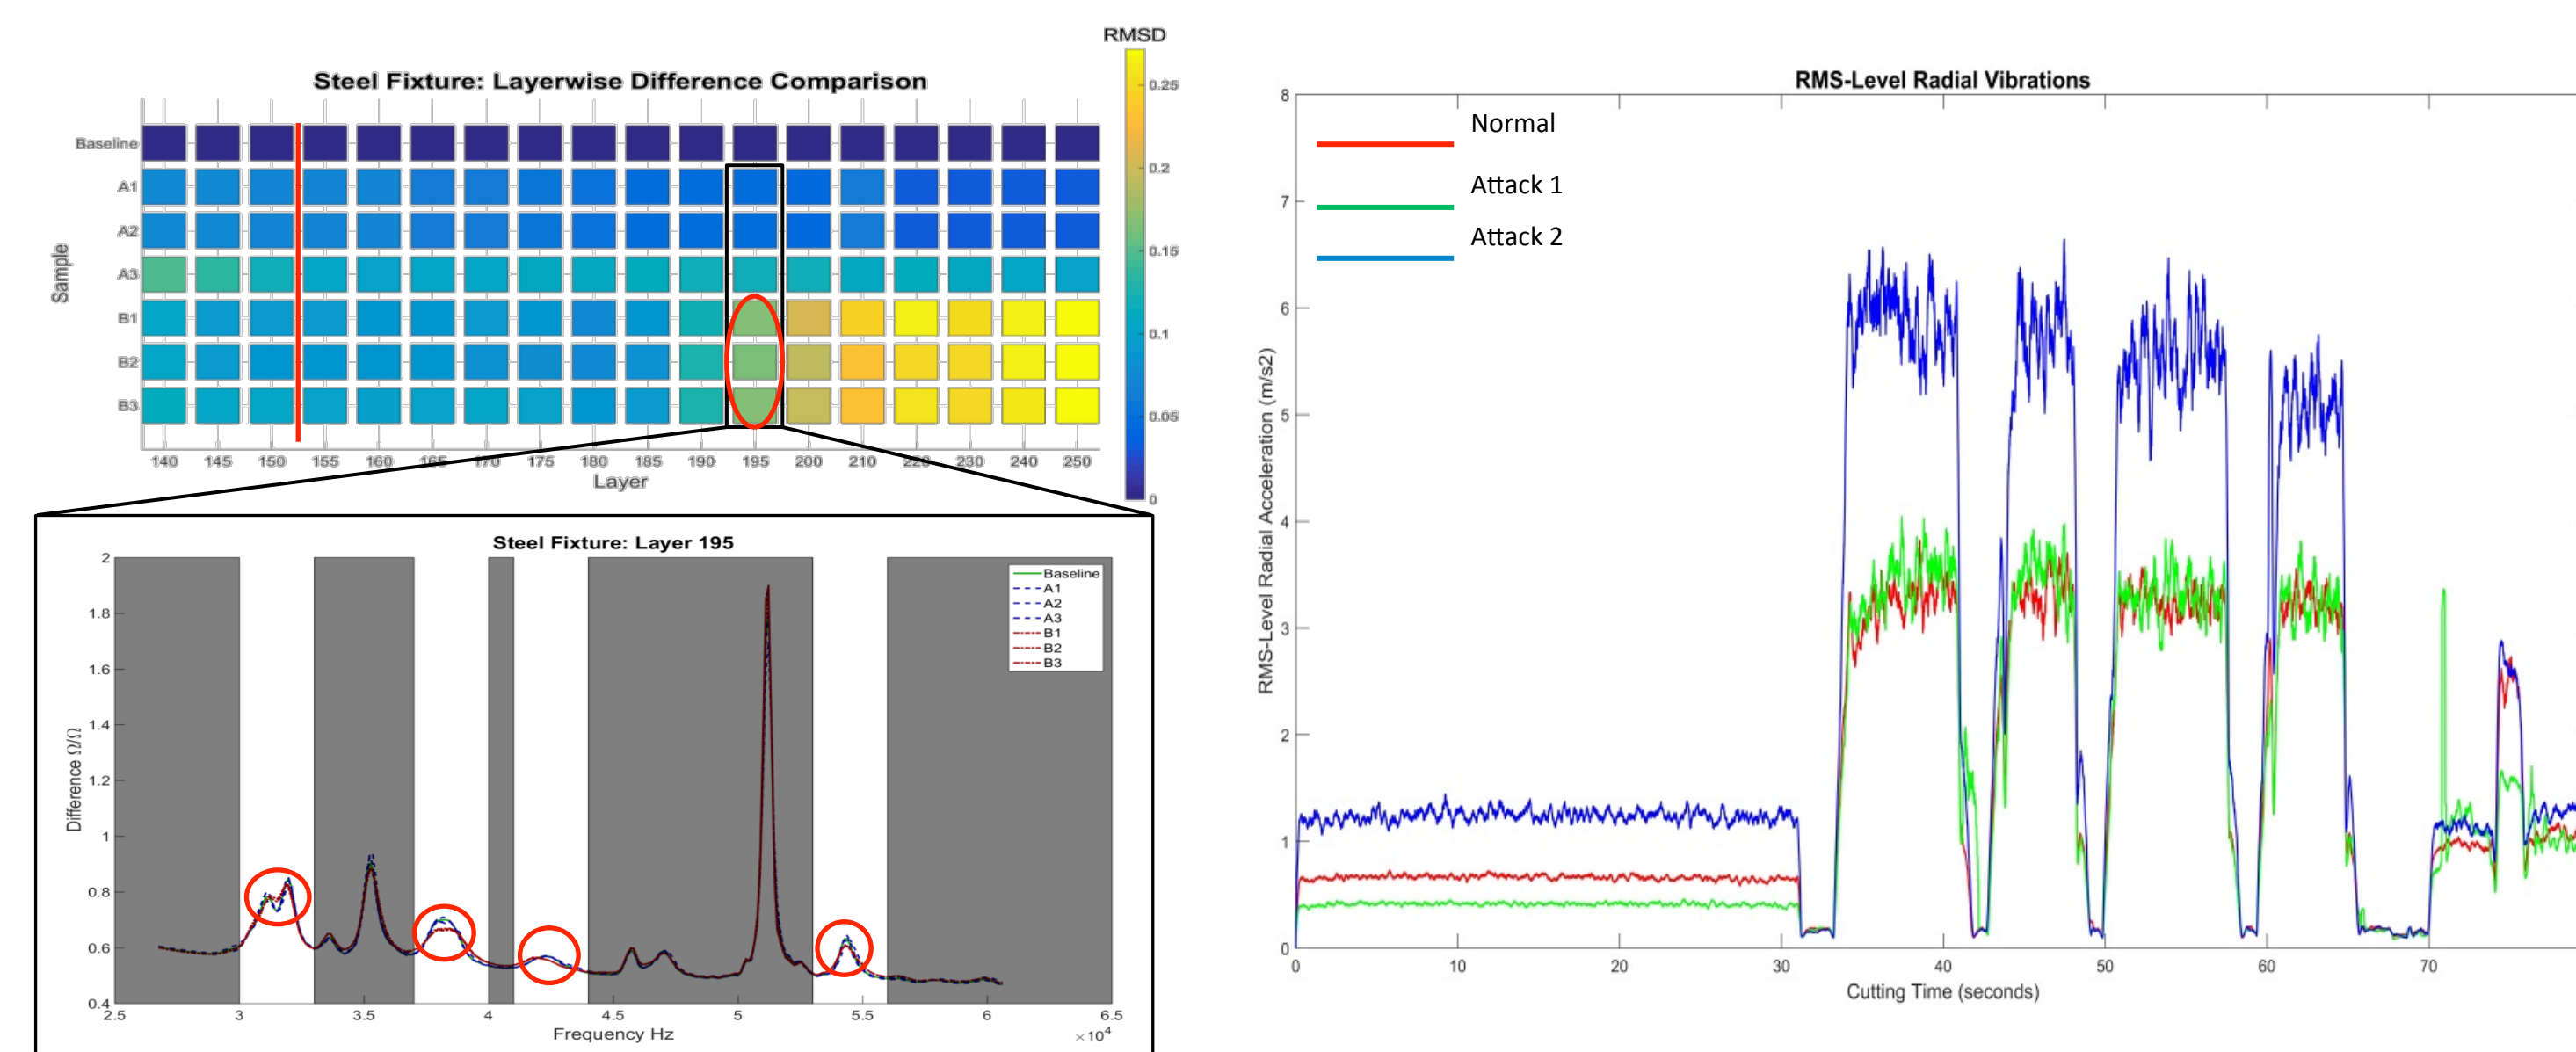 RMSD
Steel Fixture: Layerwise Difference Comparison
0.25
0.2
0.15
0.1
0.05
0
Sample
Baseline
A1
A2
A3
B1
B2
B3
140 145 150 155 160 165 170 175 180 185 190 195 200 210 220 230 240 250
Layer
Steel Fixture: Layer 195
Difference Ω/Ω
2
1.8
1.6
1.4
1.2
1
0.8
0.6
0.4
Baseline
A1
A2
A3
B1
B2
B3
2.5 3 3.5 4 4.5 5 5.5 6 6.5
Frequency Hz
×10⁴
RMS-Level Radial Vibrations
RMS-Level Radial Acceleration (m/s2)
8
7
6
5
4
3
2
1
0
Normal
Attack 1
Attack 2
0 10 20 30 40 50 60 70
Cutting Time (seconds)